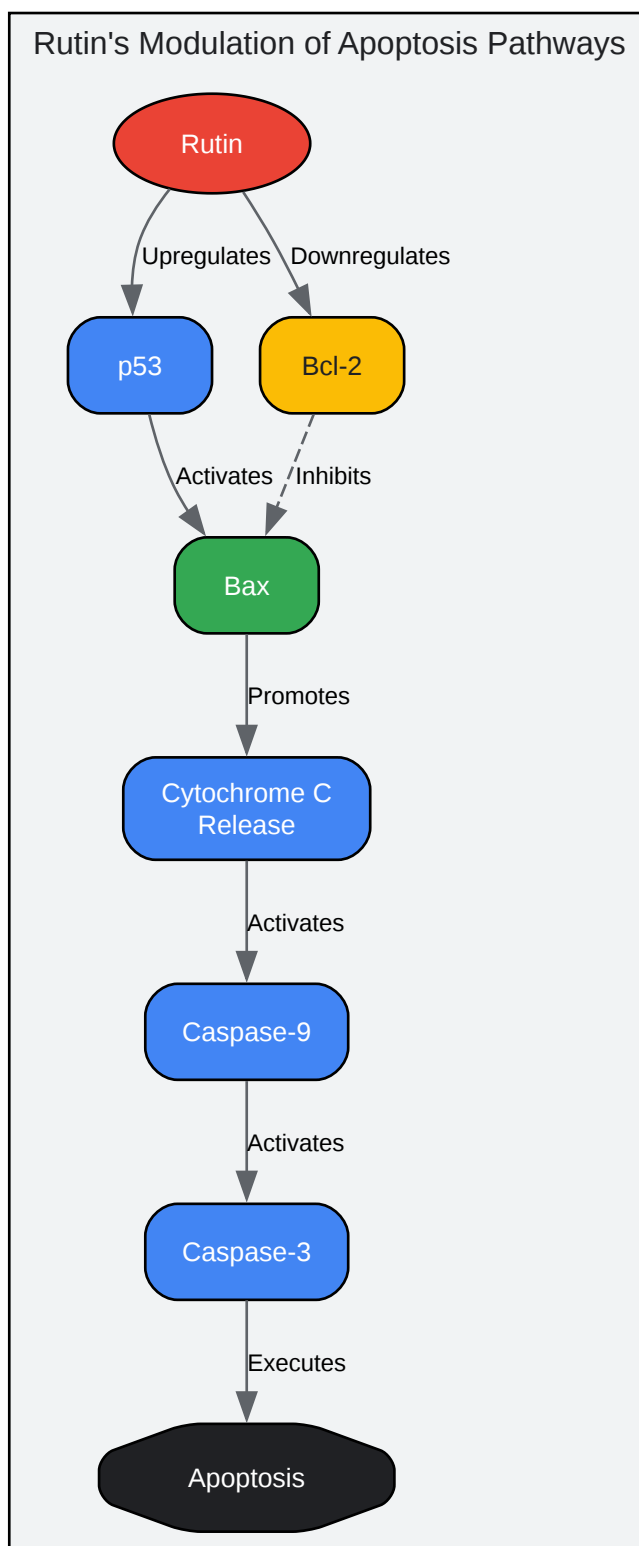 Rutin's Modulation of Apoptosis Pathways
Rutin
Upregulates
Downregulates
p53
Bcl-2
Activates
Inhibits
Bax
Promotes
Cytochrome C
Release
Activates
Caspase-9
Activates
Caspase-3
Executes
Apoptosis